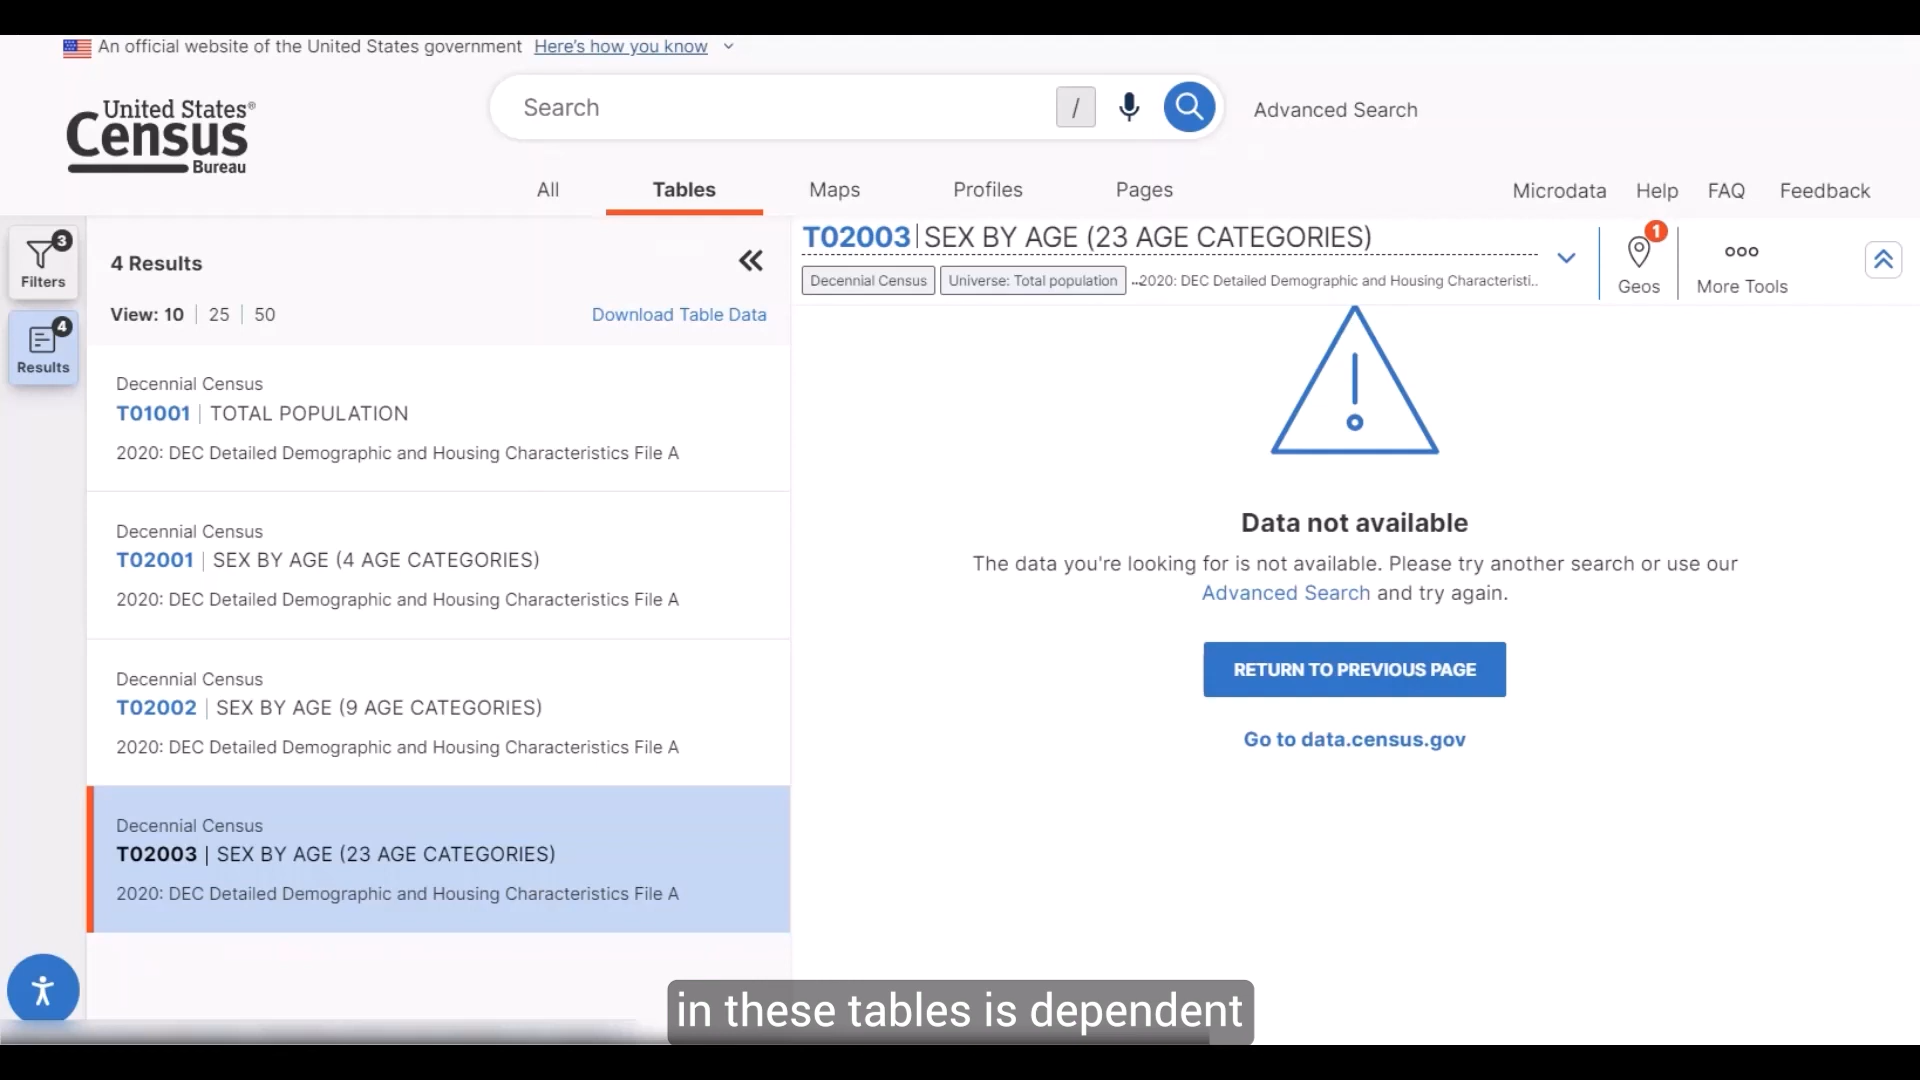 An official website of the United States government Here's how you know
United States®
Census
Bureau
Search / Advanced Search
All Tables Maps Profiles Pages Microdata Help FAQ Feedback
3
Filters
4
Results
4 Results
View: 10 25 50 Download Table Data
Decennial Census
T01001 | TOTAL POPULATION
2020: DEC Detailed Demographic and Housing Characteristics File A
Decennial Census
T02001 | SEX BY AGE (4 AGE CATEGORIES)
2020: DEC Detailed Demographic and Housing Characteristics File A
Decennial Census
T02002 | SEX BY AGE (9 AGE CATEGORIES)
2020: DEC Detailed Demographic and Housing Characteristics File A
Decennial Census
T02003 | SEX BY AGE (23 AGE CATEGORIES)
2020: DEC Detailed Demographic and Housing Characteristics File A
T02003 | SEX BY AGE (23 AGE CATEGORIES)
Decennial Census Universe: Total population ...2020: DEC Detailed Demographic and Housing Characteristi..
1
Geos
More Tools
Data not available
The data you're looking for is not available. Please try another search or use our
Advanced Search and try again.
RETURN TO PREVIOUS PAGE
Go to data.census.gov
in these tables is dependent